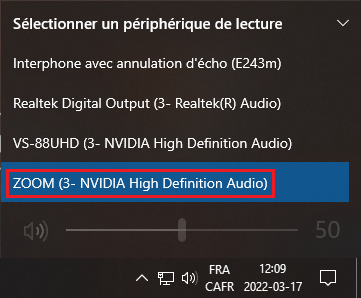 Sélectionner un périphérique de lecture
Interphone avec annulation d'écho (E243m)
Realtek Digital Output (3- Realtek(R) Audio)
VS-88UHD (3- NVIDIA High Definition Audio)
ZOOM (3- NVIDIA High Definition Audio)
50
FRA 12:09
CAFR 2022-03-17